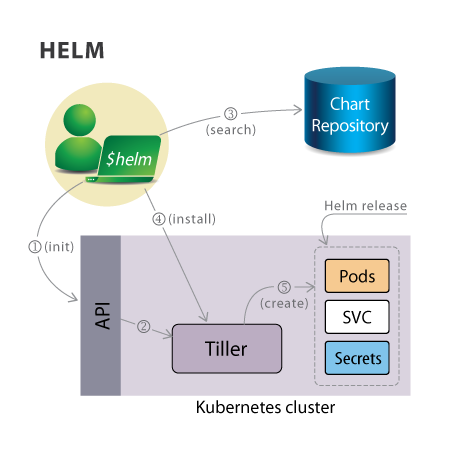 HELM
$helm
③
(search)
Chart
Repository
④(install)
Helm release
①(init)
API
②
Tiller
⑤
(create)
Pods
SVC
Secrets
Kubernetes cluster